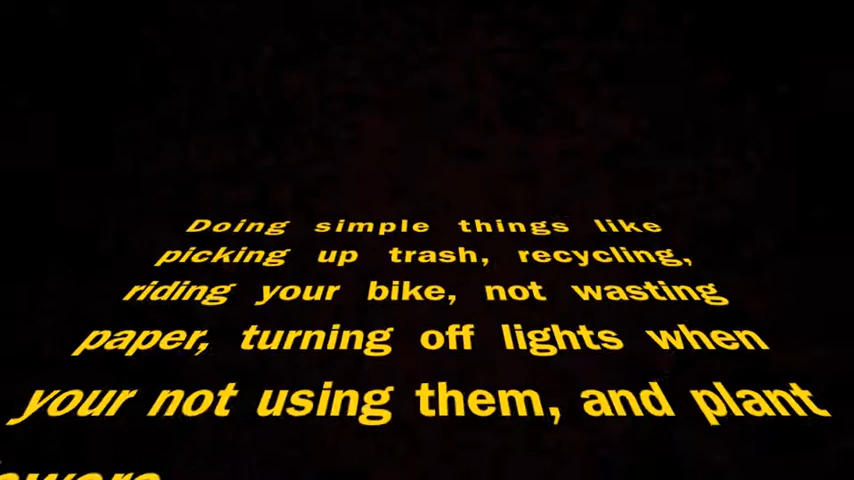 Doing simple things like
picking up trash, recycling,
riding your bike, not wasting
paper, turning off lights when
your not using them, and plant